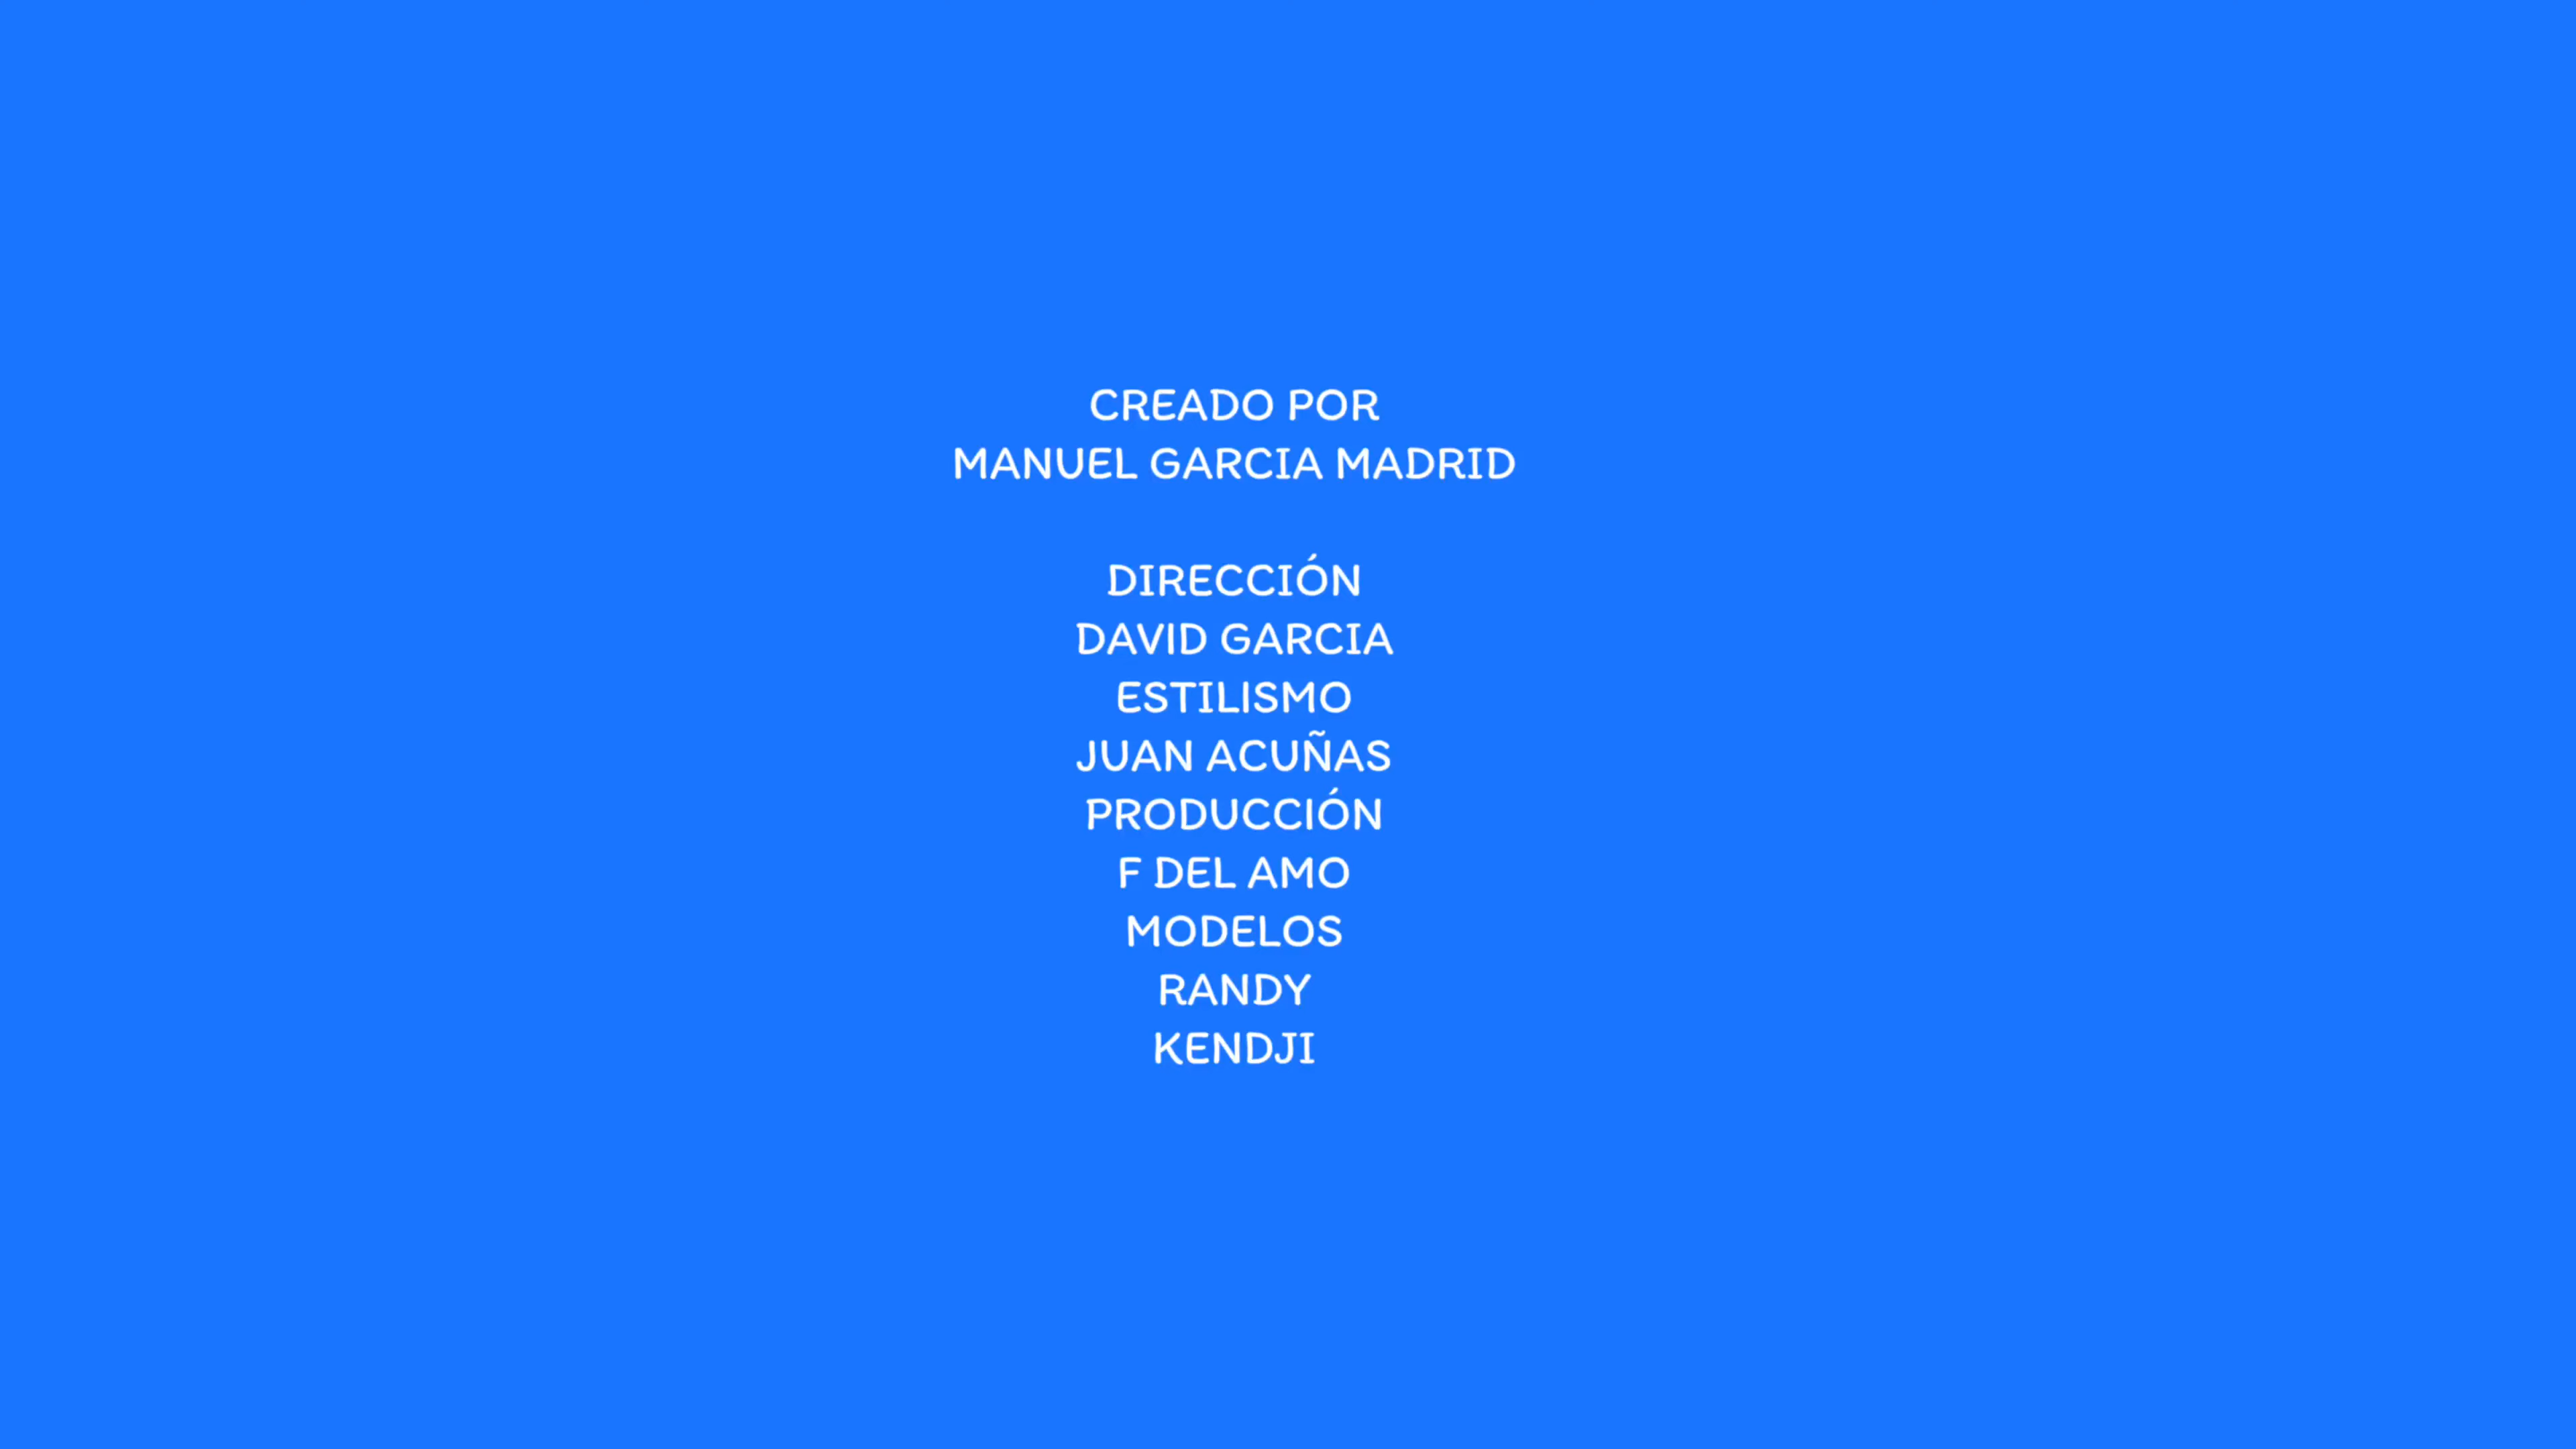 CREADO POR
MANUEL GARCIA MADRID
DIRECCIÓN
DAVID GARCIA
ESTILISMO
JUAN ACUÑAS
PRODUCCIÓN
F DEL AMO
MODELOS
RANDY
KENDJI